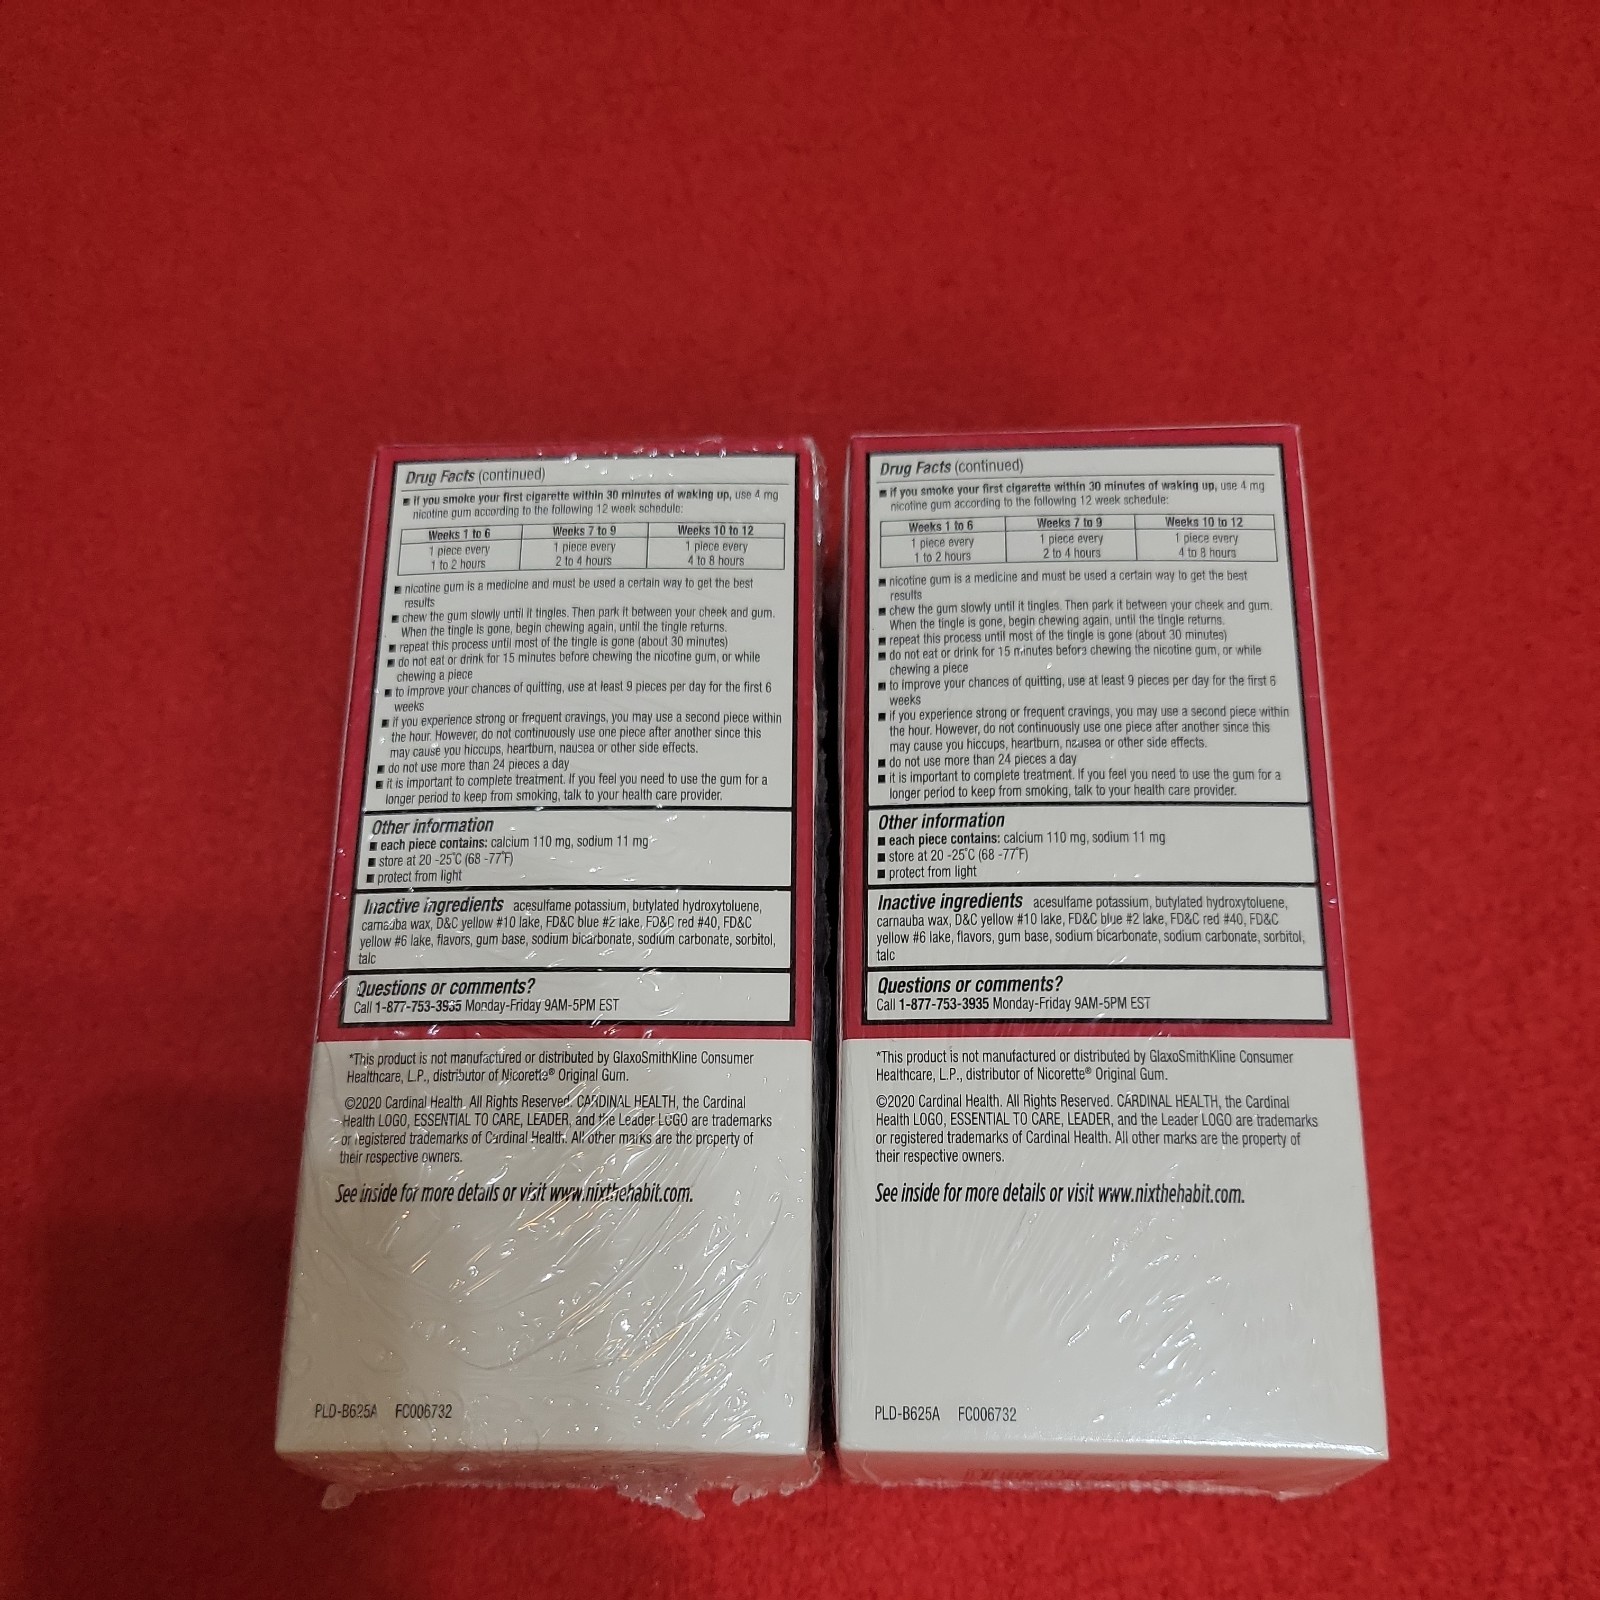 Drug Facts (continued)
■ if you smoke your first cigarette within 30 minutes of waking up, use 4 mg
nicotine gum according to the following 12 week schedule:
Weeks 1 to 6 Weeks 7 to 9 Weeks 10 to 12
1 piece every 1 piece every 1 piece every
1 to 2 hours 2 to 4 hours 4 to 8 hours
■ nicotine gum is a medicine and must be used a certain way to get the best
results
■ chew the gum slowly until it tingles. Then park it between your cheek and gum.
When the tingle is gone, begin chewing again, until the tingle returns.
■ repeat this process until most of the tingle is gone (about 30 minutes)
■ do not eat or drink for 15 minutes before chewing the nicotine gum, or while
chewing a piece
■ to improve your chances of quitting, use at least 9 pieces per day for the first 6
weeks
■ if you experience strong or frequent cravings, you may use a second piece within
the hour. However, do not continuously use one piece after another since this
may cause you hiccups, heartburn, nausea or other side effects.
■ do not use more than 24 pieces a day
■ it is important to complete treatment. If you feel you need to use the gum for a
longer period to keep from smoking, talk to your health care provider.
Other information
■ each piece contains: calcium 110 mg, sodium 11 mg
■ store at 20 -25°C (68 -77°F)
■ protect from light
Inactive ingredients acesulfame potassium, butylated hydroxytoluene,
carnauba wax, D&C yellow #10 lake, FD&C blue #2 lake, FD&C red #40, FD&C
yellow #6 lake, flavors, gum base, sodium bicarbonate, sodium carbonate, sorbitol,
talc
Questions or comments?
Call 1-877-753-3935 Monday-Friday 9AM-5PM EST
*This product is not manufactured or distributed by GlaxoSmithKline Consumer
Healthcare, L.P., distributor of Nicorette® Original Gum.
©2020 Cardinal Health. All Rights Reserved. CARDINAL HEALTH, the Cardinal
Health LOGO, ESSENTIAL TO CARE, LEADER, and the Leader LOGO are trademarks
or registered trademarks of Cardinal Health. All other marks are the property of
their respective owners.
See inside for more details or visit www.nixthehabit.com.
PLD-B625A FC006732
Drug Facts (continued)
■ if you smoke your first cigarette within 30 minutes of waking up, use 4 mg
nicotine gum according to the following 12 week schedule:
Weeks 1 to 6 Weeks 7 to 9 Weeks 10 to 12
1 piece every 1 piece every 1 piece every
1 to 2 hours 2 to 4 hours 4 to 8 hours
■ nicotine gum is a medicine and must be used a certain way to get the best
results
■ chew the gum slowly until it tingles. Then park it between your cheek and gum.
When the tingle is gone, begin chewing again, until the tingle returns.
■ repeat this process until most of the tingle is gone (about 30 minutes)
■ do not eat or drink for 15 minutes before chewing the nicotine gum, or while
chewing a piece
■ to improve your chances of quitting, use at least 9 pieces per day for the first 6
weeks
■ if you experience strong or frequent cravings, you may use a second piece within
the hour. However, do not continuously use one piece after another since this
may cause you hiccups, heartburn, nausea or other side effects.
■ do not use more than 24 pieces a day
■ it is important to complete treatment. If you feel you need to use the gum for a
longer period to keep from smoking, talk to your health care provider.
Other information
■ each piece contains: calcium 110 mg, sodium 11 mg
■ store at 20 -25°C (68 -77°F)
■ protect from light
Inactive ingredients acesulfame potassium, butylated hydroxytoluene,
carnauba wax, D&C yellow #10 lake, FD&C blue #2 lake, FD&C red #40, FD&C
yellow #6 lake, flavors, gum base, sodium bicarbonate, sodium carbonate, sorbitol,
talc
Questions or comments?
Call 1-877-753-3935 Monday-Friday 9AM-5PM EST
*This product is not manufactured or distributed by GlaxoSmithKline Consumer
Healthcare, L.P., distributor of Nicorette® Original Gum.
©2020 Cardinal Health. All Rights Reserved. CARDINAL HEALTH, the Cardinal
Health LOGO, ESSENTIAL TO CARE, LEADER, and the Leader LOGO are trademarks
or registered trademarks of Cardinal Health. All other marks are the property of
their respective owners.
See inside for more details or visit www.nixthehabit.com.
PLD-B625A FC006732